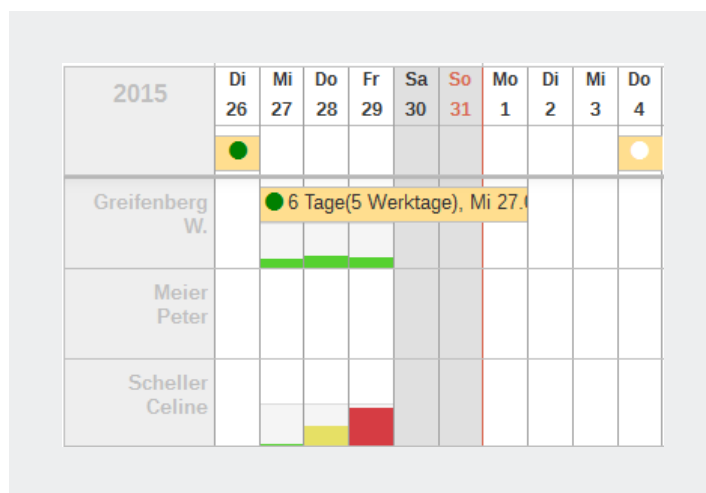 2015 Di Mi Do Fr Sa So Mo Di Mi Do
26 27 28 29 30 31 1 2 3 4
Greifenberg
W.
6 Tage(5 Werktage), Mi 27.
Meier
Peter
Scheller
Celine